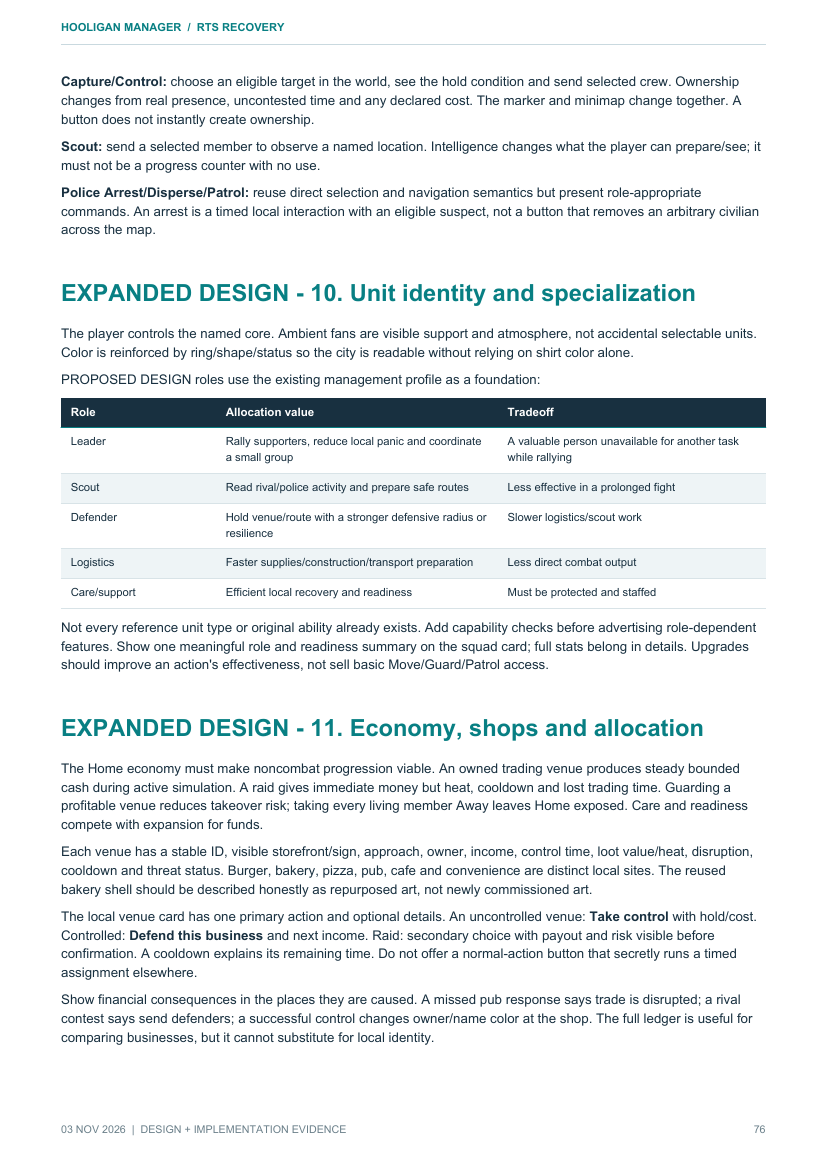 HOOLIGAN MANAGER / RTS RECOVERY
Capture/Control: choose an eligible target in the world, see the hold condition and send selected crew. Ownership
changes from real presence, uncontested time and any declared cost. The marker and minimap change together. A
button does not instantly create ownership.
Scout: send a selected member to observe a named location. Intelligence changes what the player can prepare/see; it
must not be a progress counter with no use.
Police Arrest/Disperse/Patrol: reuse direct selection and navigation semantics but present role-appropriate
commands. An arrest is a timed local interaction with an eligible suspect, not a button that removes an arbitrary civilian
across the map.
EXPANDED DESIGN - 10. Unit identity and specialization
The player controls the named core. Ambient fans are visible support and atmosphere, not accidental selectable units.
Color is reinforced by ring/shape/status so the city is readable without relying on shirt color alone.
PROPOSED DESIGN roles use the existing management profile as a foundation:
Role Allocation value Tradeoff
Leader Rally supporters, reduce local panic and coordinate A valuable person unavailable for another task
a small group while rallying
Scout Read rival/police activity and prepare safe routes Less effective in a prolonged fight
Defender Hold venue/route with a stronger defensive radius or Slower logistics/scout work
resilience
Logistics Faster supplies/construction/transport preparation Less direct combat output
Care/support Efficient local recovery and readiness Must be protected and staffed
Not every reference unit type or original ability already exists. Add capability checks before advertising role-dependent
features. Show one meaningful role and readiness summary on the squad card; full stats belong in details. Upgrades
should improve an action's effectiveness, not sell basic Move/Guard/Patrol access.
EXPANDED DESIGN - 11. Economy, shops and allocation
The Home economy must make noncombat progression viable. An owned trading venue produces steady bounded
cash during active simulation. A raid gives immediate money but heat, cooldown and lost trading time. Guarding a
profitable venue reduces takeover risk; taking every living member Away leaves Home exposed. Care and readiness
compete with expansion for funds.
Each venue has a stable ID, visible storefront/sign, approach, owner, income, control time, loot value/heat, disruption,
cooldown and threat status. Burger, bakery, pizza, pub, cafe and convenience are distinct local sites. The reused
bakery shell should be described honestly as repurposed art, not newly commissioned art.
The local venue card has one primary action and optional details. An uncontrolled venue: Take control with hold/cost.
Controlled: Defend this business and next income. Raid: secondary choice with payout and risk visible before
confirmation. A cooldown explains its remaining time. Do not offer a normal-action button that secretly runs a timed
assignment elsewhere.
Show financial consequences in the places they are caused. A missed pub response says trade is disrupted; a rival
contest says send defenders; a successful control changes owner/name color at the shop. The full ledger is useful for
comparing businesses, but it cannot substitute for local identity.
03 NOV 2026 | DESIGN + IMPLEMENTATION EVIDENCE 76